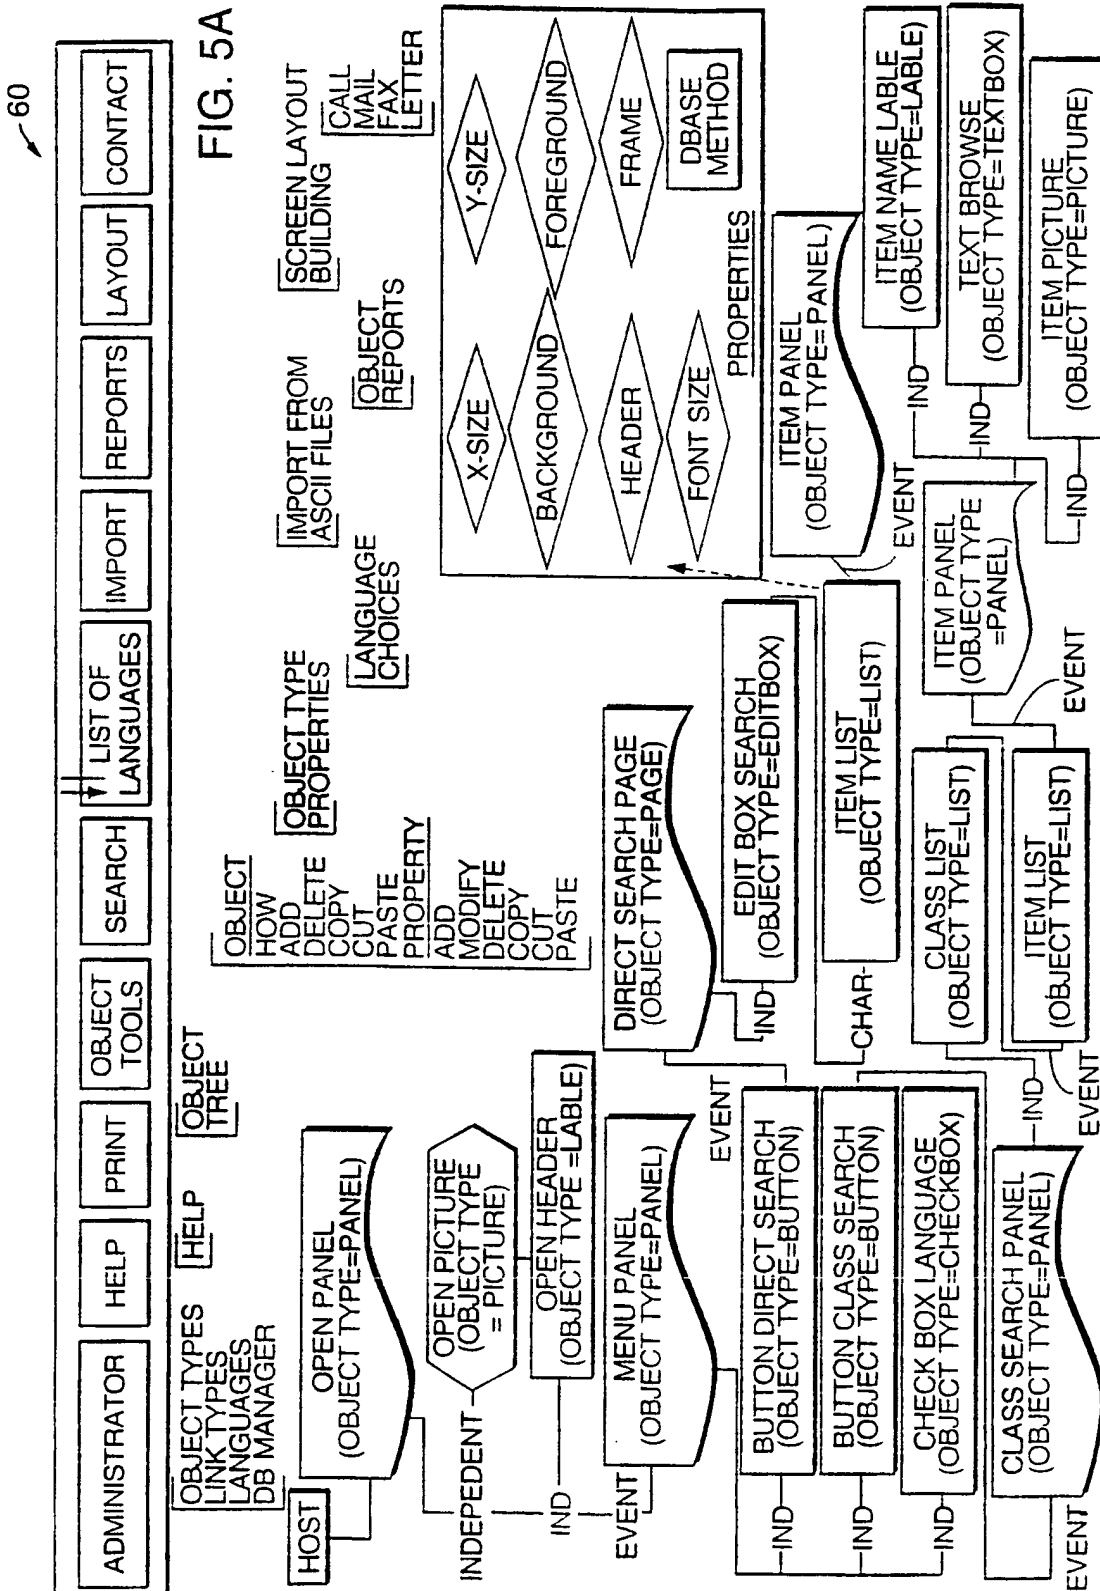 60
ADMINISTRATOR
HELP
PRINT
OBJECT
TOOLS
SEARCH
LIST OF
LANGUAGES
IMPORT
REPORTS
LAYOUT
CONTACT
FIG. 5A
OBJECT TYPES
LINK TYPES
LANGUAGES
DB MANAGER
HELP
OBJECT
TREE
OBJECT
HOW
ADD
DELETE
COPY
CUT
PASTE
PROPERTY
ADD
MODIFY
DELETE
COPY
CUT
PASTE
OBJECT TYPE
PROPERTIES
LANGUAGE
CHOICES
IMPORT FROM
ASCII FILES
OBJECT
REPORTS
SCREEN LAYOUT
BUILDING
CALL
MAIL
FAX
LETTER
HOST
OPEN PANEL
(OBJECT TYPE=PANEL)
INDEPEDENT
OPEN PICTURE
(OBJECT TYPE
= PICTURE)
IND
OPEN HEADER
(OBJECT TYPE =LABLE)
EVENT
MENU PANEL
(OBJECT TYPE=PANEL)
EVENT
IND
BUTTON DIRECT SEARCH
(OBJECT TYPE=BUTTON)
IND
BUTTON CLASS SEARCH
(OBJECT TYPE=BUTTON)
IND
CHECK BOX LANGUAGE
(OBJECT TYPE=CHECKBOX)
EVENT
CLASS SEARCH PANEL
(OBJECT TYPE=PANEL)
DIRECT SEARCH PAGE
(OBJECT TYPE=PAGE)
IND
EDIT BOX SEARCH
(OBJECT TYPE=EDITBOX)
CHAR
ITEM LIST
(OBJECT TYPE=LIST)
IND
CLASS LIST
(OBJECT TYPE=LIST)
EVENT
ITEM LIST
(OBJECT TYPE=LIST)
EVENT
ITEM PANEL
(OBJECT TYPE
=PANEL)
X-SIZE
Y-SIZE
BACKGROUND
FOREGROUND
HEADER
FRAME
FONT SIZE
DBASE
METHOD
PROPERTIES
EVENT
ITEM PANEL
(OBJECT TYPE= PANEL)
IND
ITEM NAME LABLE
(OBJECT TYPE=LABLE)
IND
TEXT BROWSE
(OBJECT TYPE=TEXTBOX)
IND
ITEM PICTURE
(OBJECT TYPE=PICTURE)